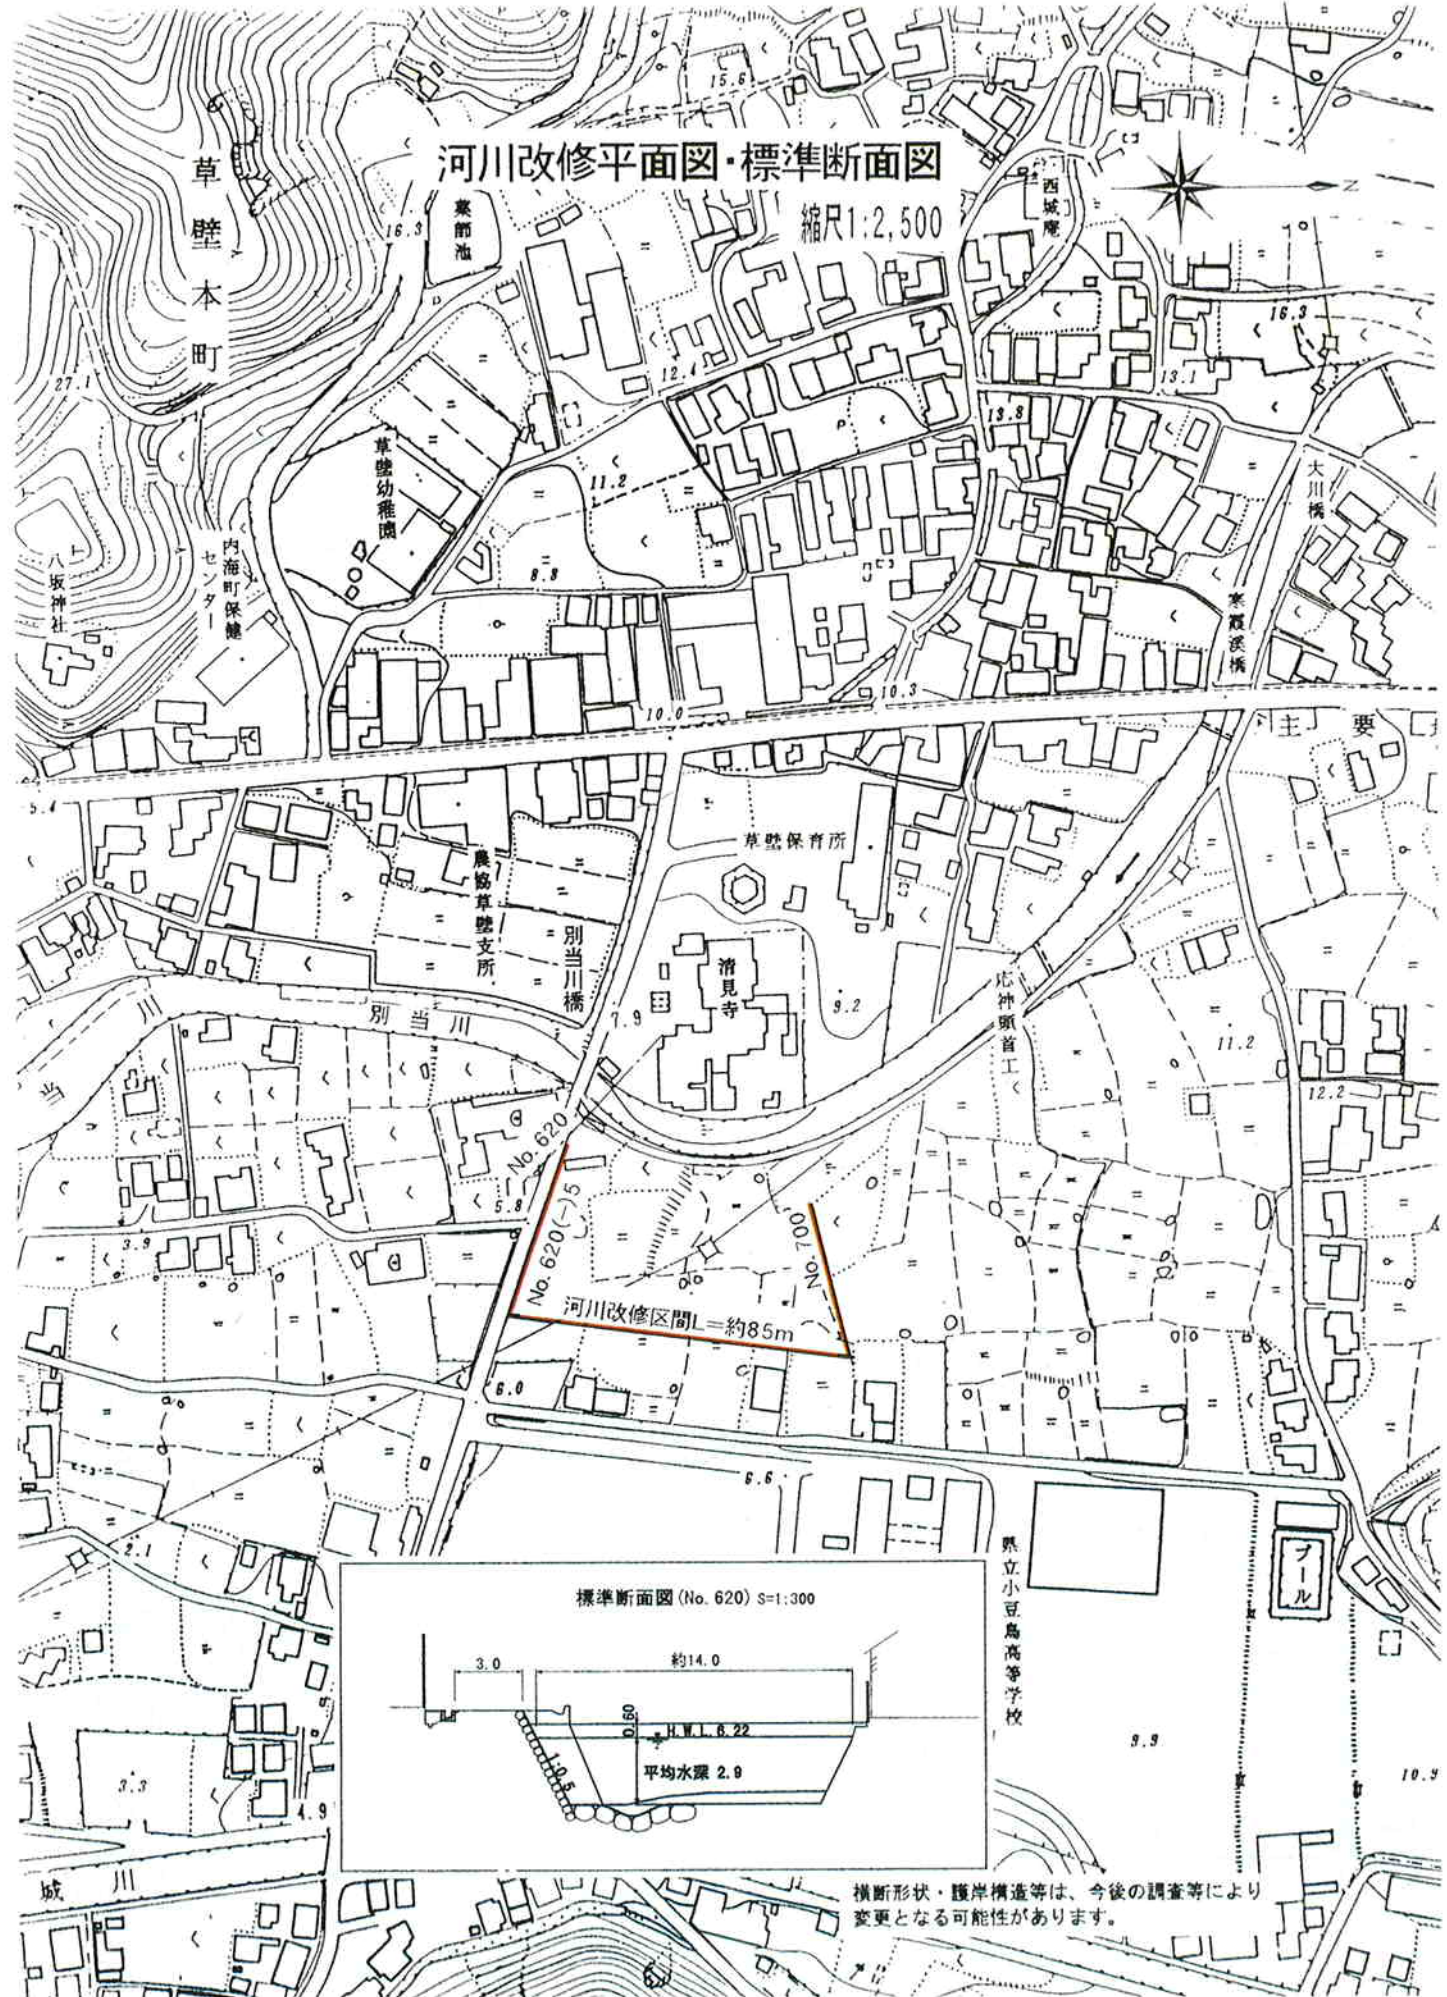 河川改修平面図・標準断面図
縮尺1:2,500
草壁本町
薬師池
西城庵
N
15.6
16.3
16.3
27.1
12.4
13.1
13.8
草壁幼稚園
11.2
大川橋
8.8
八坂神社
内海町保健
センター
寒霞渓橋
10.3
10.0
主要
5.4
草壁保育所
農協草壁支所
別当川橋
清見寺
9.2
7.9
別当川
川
当
応神頭首工
11.2
12.2
No.620
5.8
No.620(-)5
No.700
3.9
河川改修区間L=約85m
6.0
6.6
2.1
県立小豆島高等学校
プール
標準断面図(No.620) S=1:300
3.0
約14.0
0.60
H.W.L.6.22
1:0.5
平均水深 2.9
9.9
10.9
3.3
4.9
城川
横断形状・護岸構造等は、今後の調査等により
変更となる可能性があります。